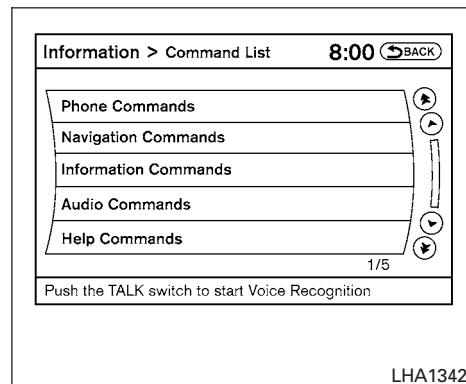 Information > Command List 8:00 BACK
Phone Commands
Navigation Commands
Information Commands
Audio Commands
Help Commands
1/5
Push the TALK switch to start Voice Recognition
LHA1342